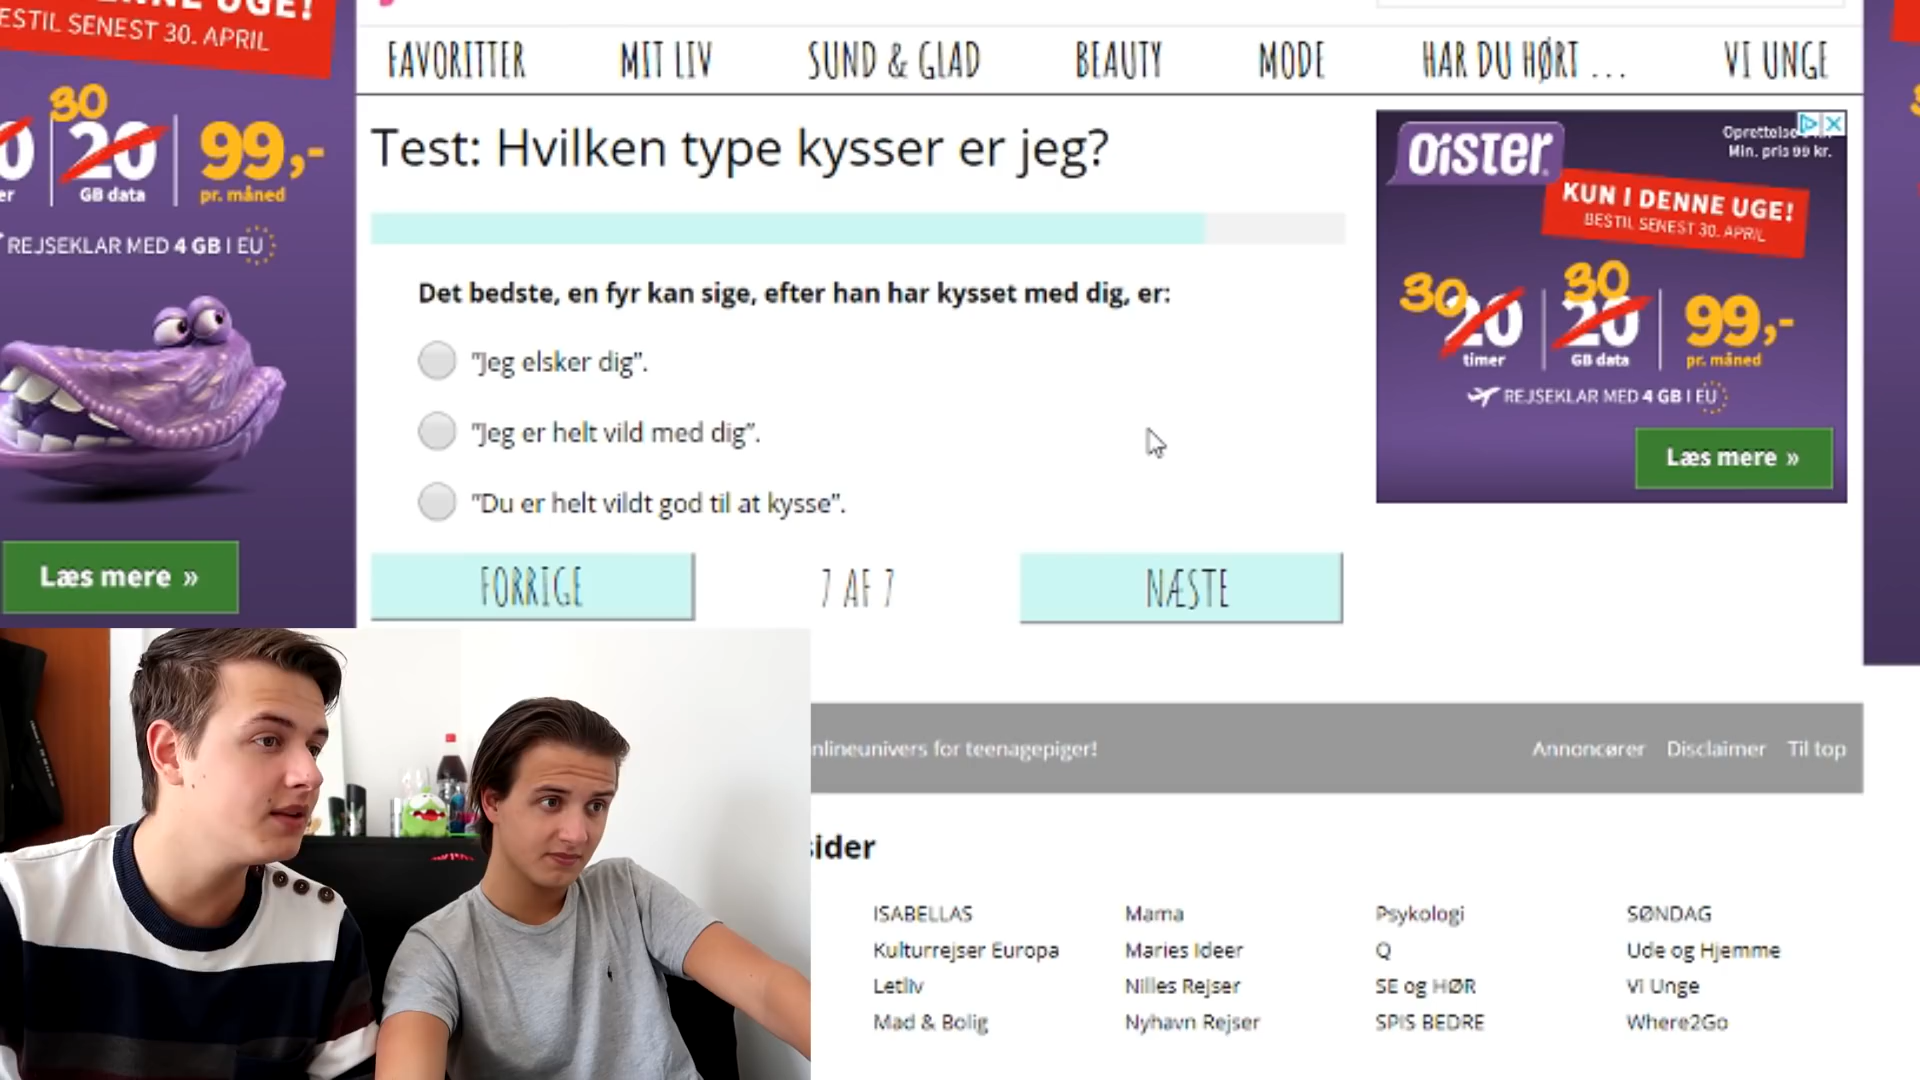 UGE!
BESTIL SENEST 30. APRIL
30
20
GB data
99,-
pr. måned
REJSEKLAR MED 4 GB I EU
Læs mere »
FAVORITTER
MIT LIV
SUND & GLAD
BEAUTY
MODE
HAR DU HØRT ...
VI UNGE
Test: Hvilken type kysser er jeg?
Det bedste, en fyr kan sige, efter han har kysset med dig, er:
"Jeg elsker dig".
"Jeg er helt vild med dig".
"Du er helt vildt god til at kysse".
FORRIGE
7 AF 7
NÆSTE
oister
Min. pris 99 kr.
KUN I DENNE UGE!
BESTIL SENEST 30. APRIL
30
20
timer
30
20
GB data
99,-
pr. måned
REJSEKLAR MED 4 GB I EU
Læs mere »
nlineunivers for teenagepiger!
Annoncører
Disclaimer
Til top
sider
ISABELLAS
Kulturrejser Europa
Letliv
Mad & Bolig
Mama
Maries Ideer
Nilles Rejser
Nyhavn Rejser
Psykologi
Q
SE og HØR
SPIS BEDRE
SØNDAG
Ude og Hjemme
Vi Unge
Where2Go